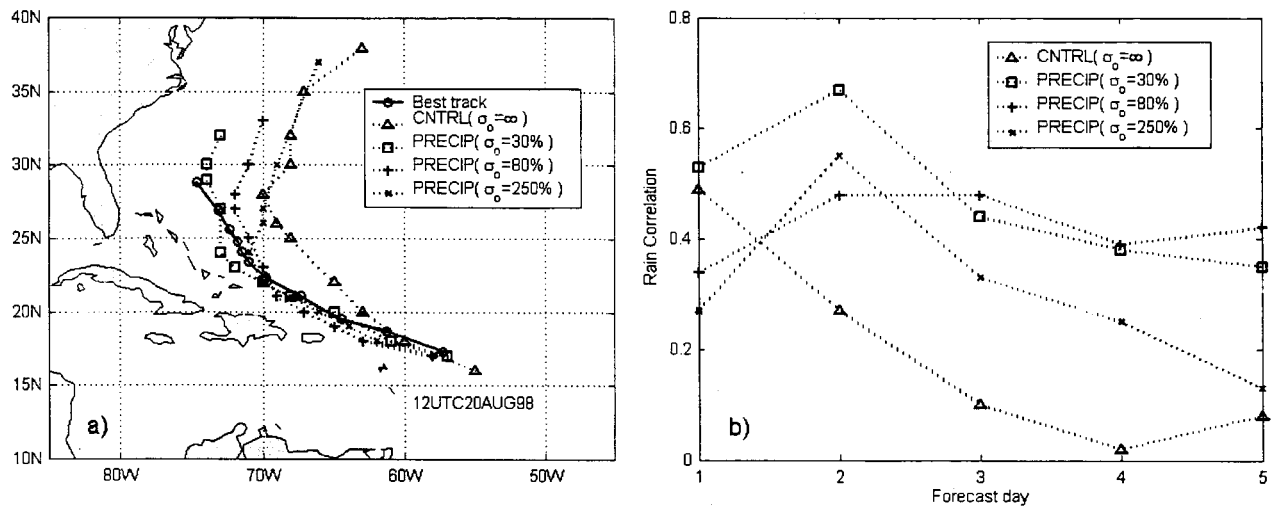 40N
35N
30N
25N
20N
15N
10N
80W
70W
60W
50W
Best track
CNTRL( σo=∞)
PRECIP( σo=30%)
PRECIP( σo=80%)
PRECIP( σo=250%)
12UTC20AUG98
a)
0.8
0.6
0.4
0.2
0
1
2
3
4
5
Rain Correlation
Forecast day
CNTRL( σo=∞)
PRECIP( σo=30%)
PRECIP( σo=80%)
PRECIP( σo=250%)
b)